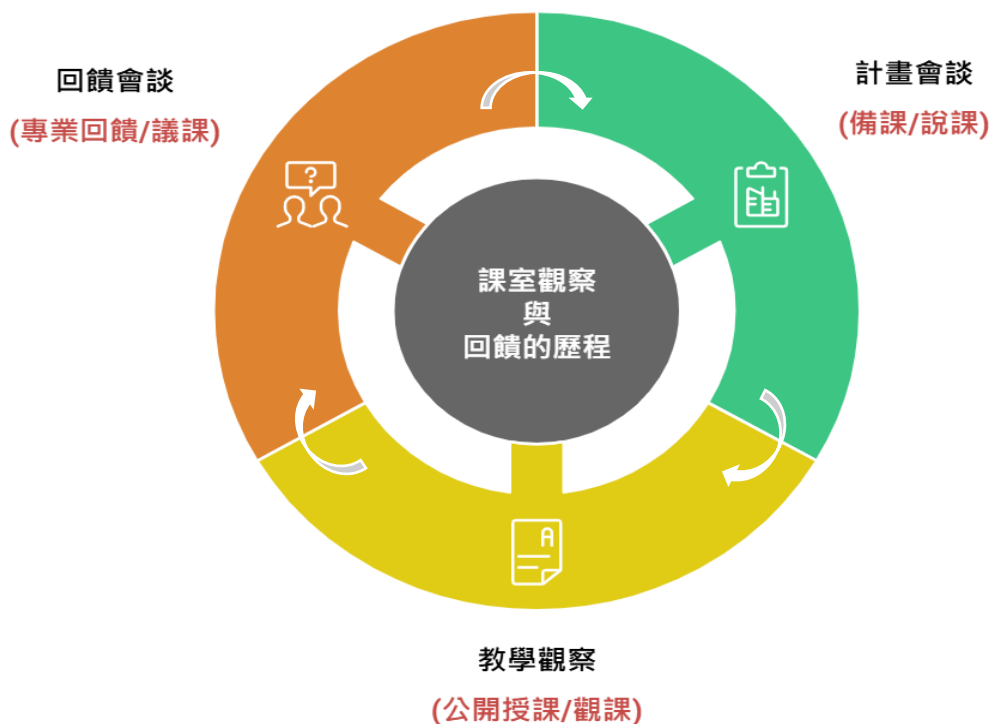 回饋會談
(專業回饋/議課)
計畫會談
(備課/說課)
?
課室觀察
與
回饋的歷程
A
教學觀察
(公開授課/觀課)